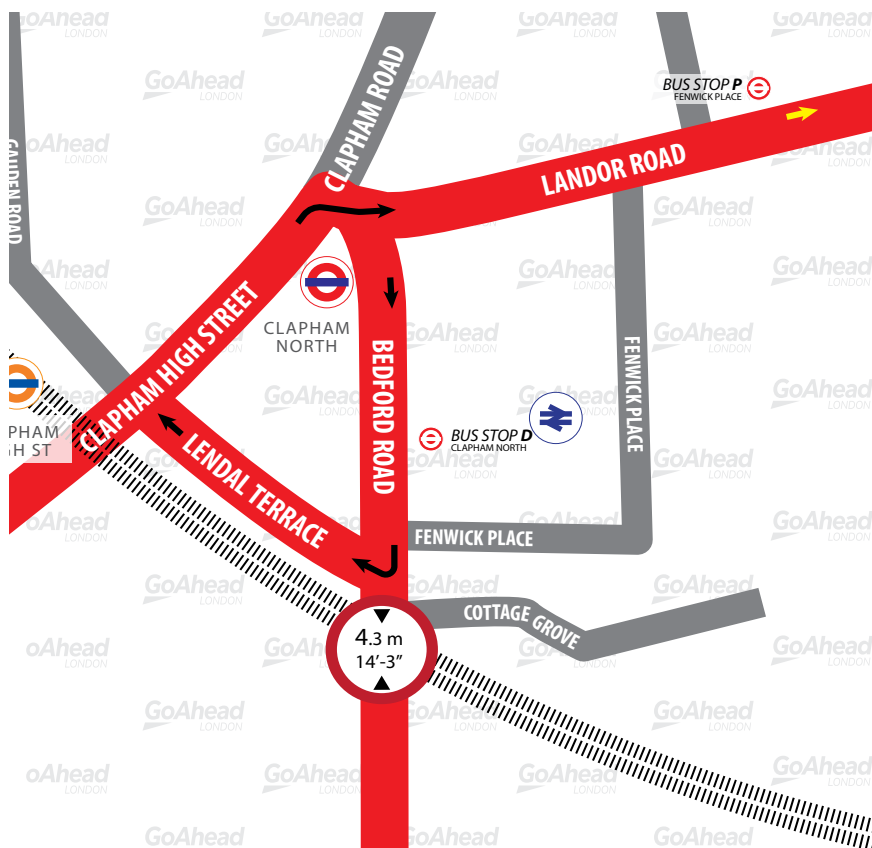 CLAPHAM ROAD
BUS STOP P
FENWICK PLACE
LANDOR ROAD
GAUDEN ROAD
CLAPHAM
NORTH
CLAPHAM HIGH STREET
BEDFORD ROAD
FENWICK PLACE
BUS STOP D
CLAPHAM NORTH
PHAM
GH ST
LENDAL TERRACE
FENWICK PLACE
COTTAGE GROVE
4.3 m
14'-3"
GoAhead
LONDON